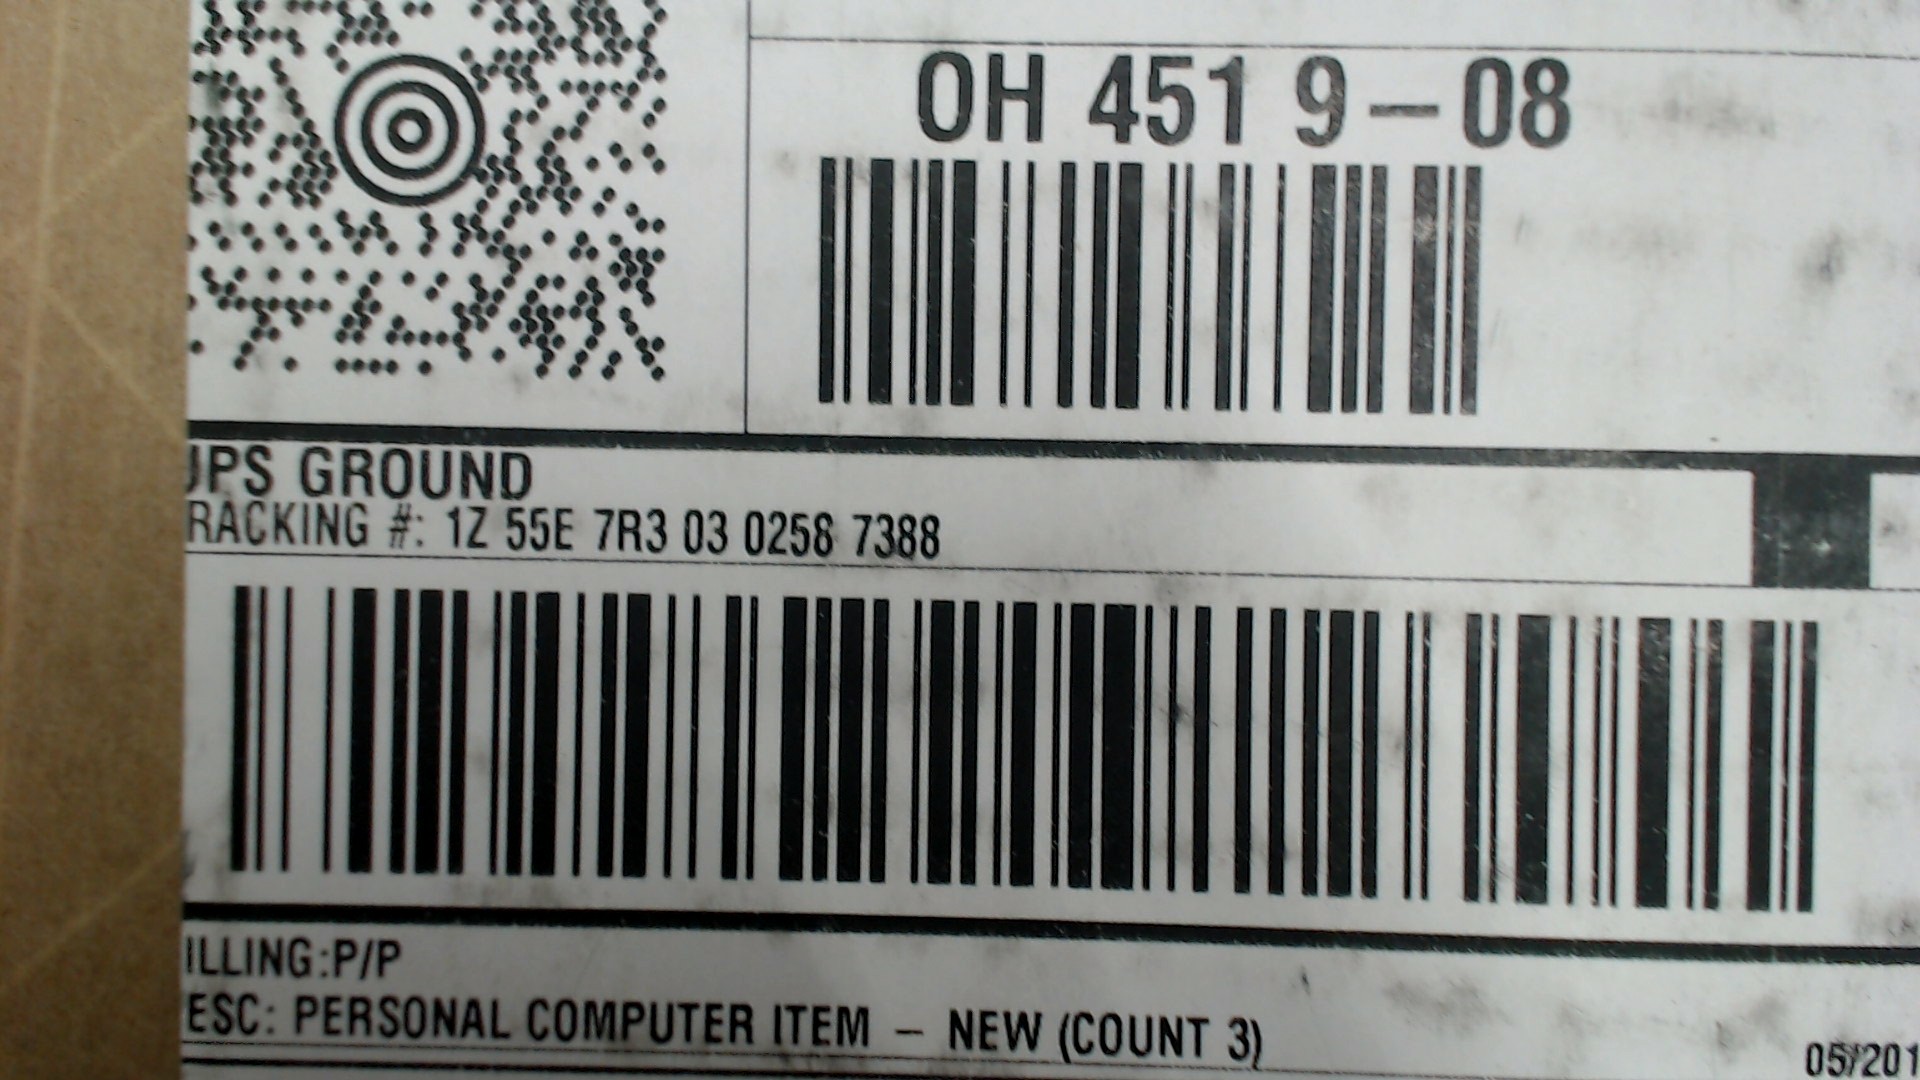 OH 451 9-08
UPS GROUND
TRACKING #: 1Z 55E 7R3 03 0258 7388
ILLING:P/P
ESC: PERSONAL COMPUTER ITEM - NEW (COUNT 3)
05/201